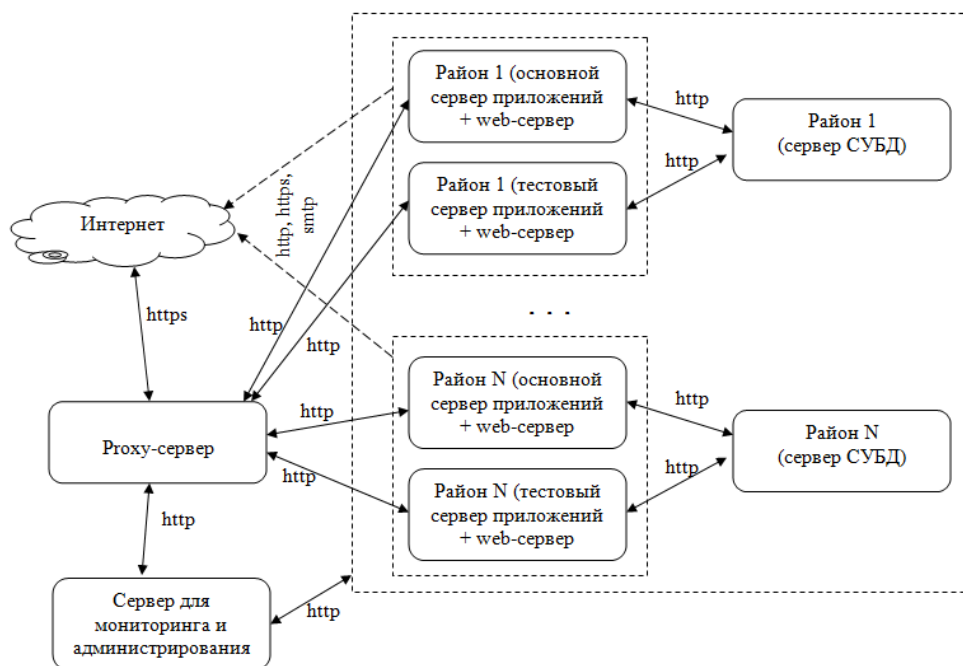 Район 1 (основной
сервер приложений
+ web-сервер
http
Район 1
(сервер СУБД)
http
Район 1 (тестовый
сервер приложений
+ web-сервер
http, https,
smtp
Интернет
https
http
http
. . .
Район N (основной
сервер приложений
+ web-сервер
http
http
Район N
(сервер СУБД)
Proxy-сервер
http
http
Район N (тестовый
сервер приложений
+ web-сервер
http
Сервер для
мониторинга и
администрирования
http